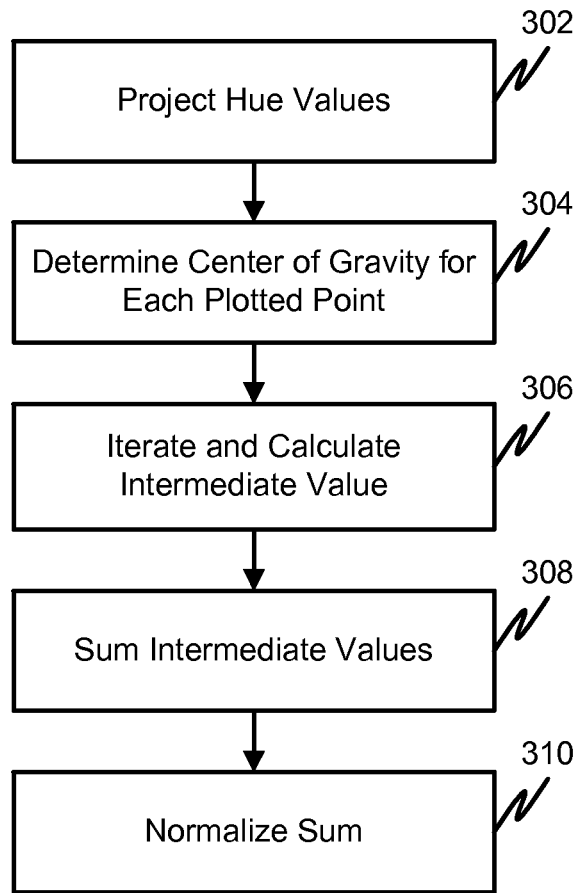 302
Project Hue Values
304
Determine Center of Gravity for
Each Plotted Point
306
Iterate and Calculate
Intermediate Value
308
Sum Intermediate Values
310
Normalize Sum